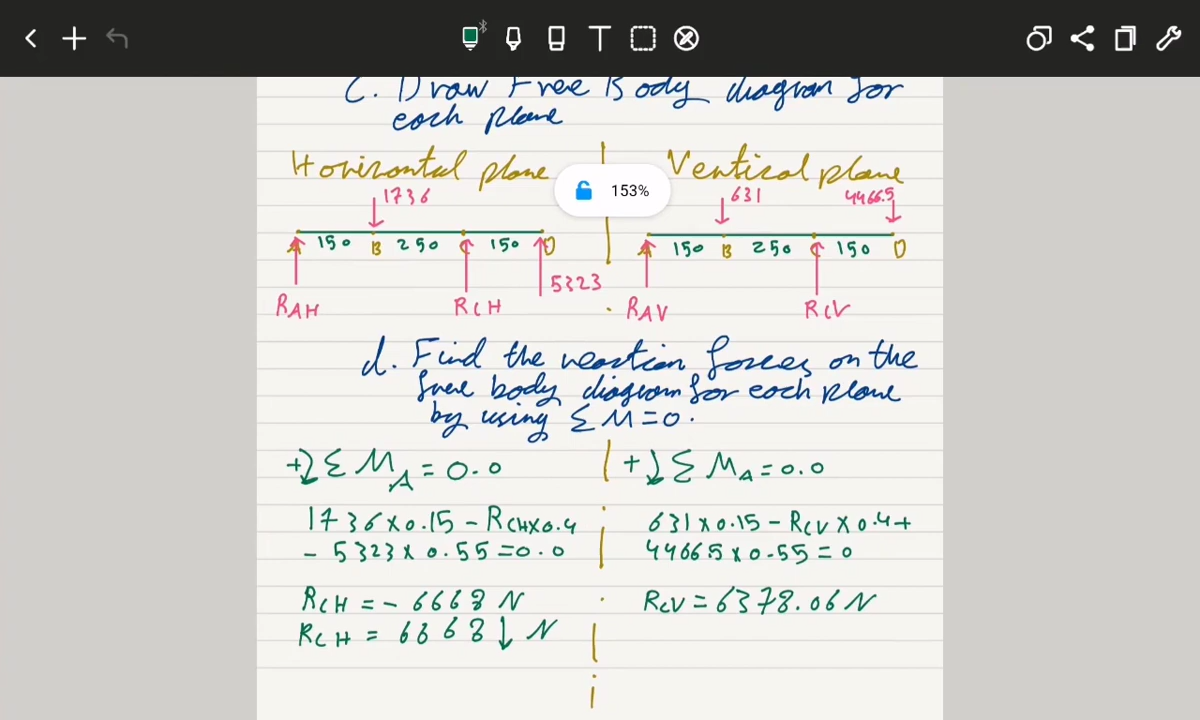 C. Draw Free Body diagram for
each plane
Horizontal plane
Vertical plane
153%
1736
631
4466.5
A 150 B 250 C 150 D
A 150 B 250 C 150 D
5323
RAH
RCH
RAV
RCV
d. Find the reaction forces on the
free body diagram for each plane
by using Σ M=0.
+↓ Σ MA = 0.0
+↓ Σ MA = 0.0
1736 x 0.15 - RCH x 0.4
- 5323 x 0.55 = 0.0
631 x 0.15 - RCV x 0.4 +
4466.5 x 0.55 = 0
RCH = - 6668 N
RCV = 6378.06 N
RCH = 6668 ↓ N